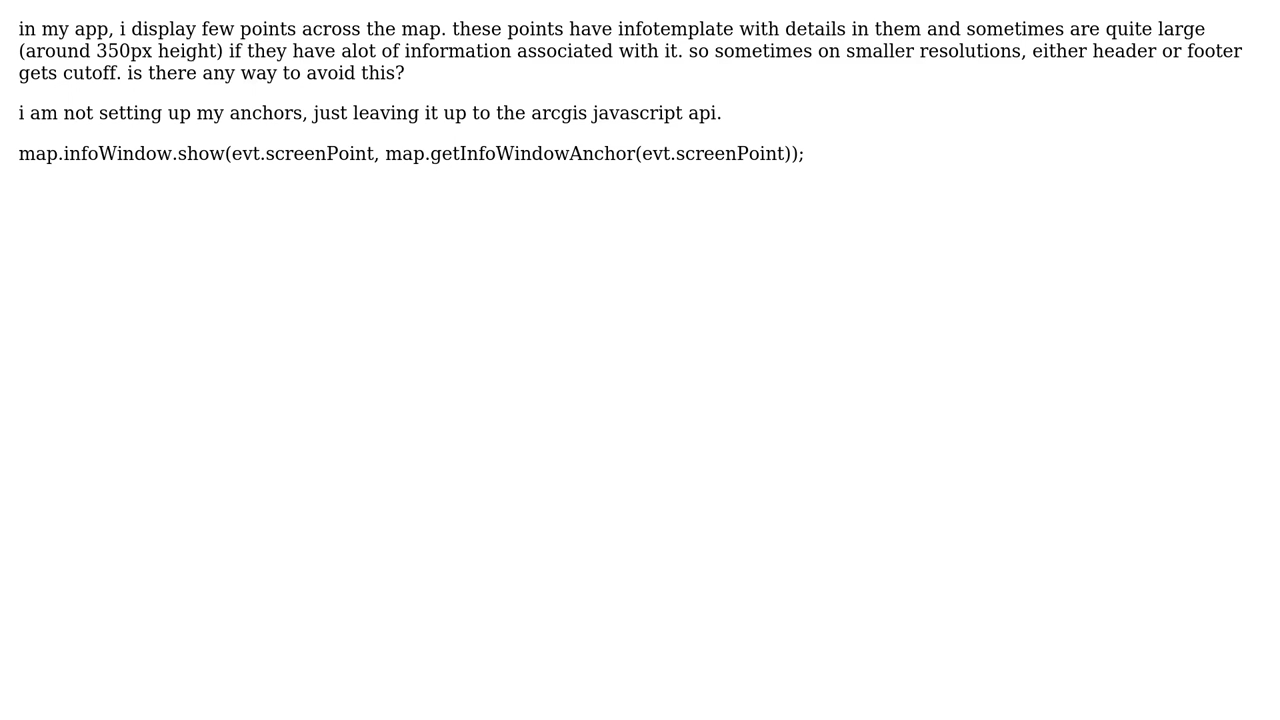 in my app, i display few points across the map. these points have infotemplate with details in them and sometimes are quite large
(around 350px height) if they have alot of information associated with it. so sometimes on smaller resolutions, either header or footer
gets cutoff. is there any way to avoid this?
i am not setting up my anchors, just leaving it up to the arcgis javascript api.
map.infoWindow.show(evt.screenPoint, map.getInfoWindowAnchor(evt.screenPoint));